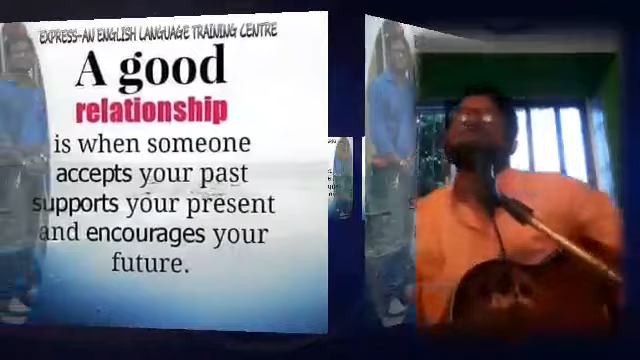 EXPRESS-AN ENGLISH LANGUAGE TRAINING CENTRE
A good
relationship
is when someone
accepts your past
supports your present
and encourages your
future.